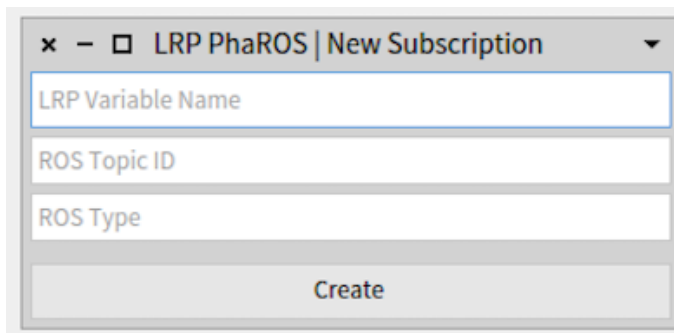 LRP PhaROS | New Subscription
LRP Variable Name
ROS Topic ID
ROS Type
Create